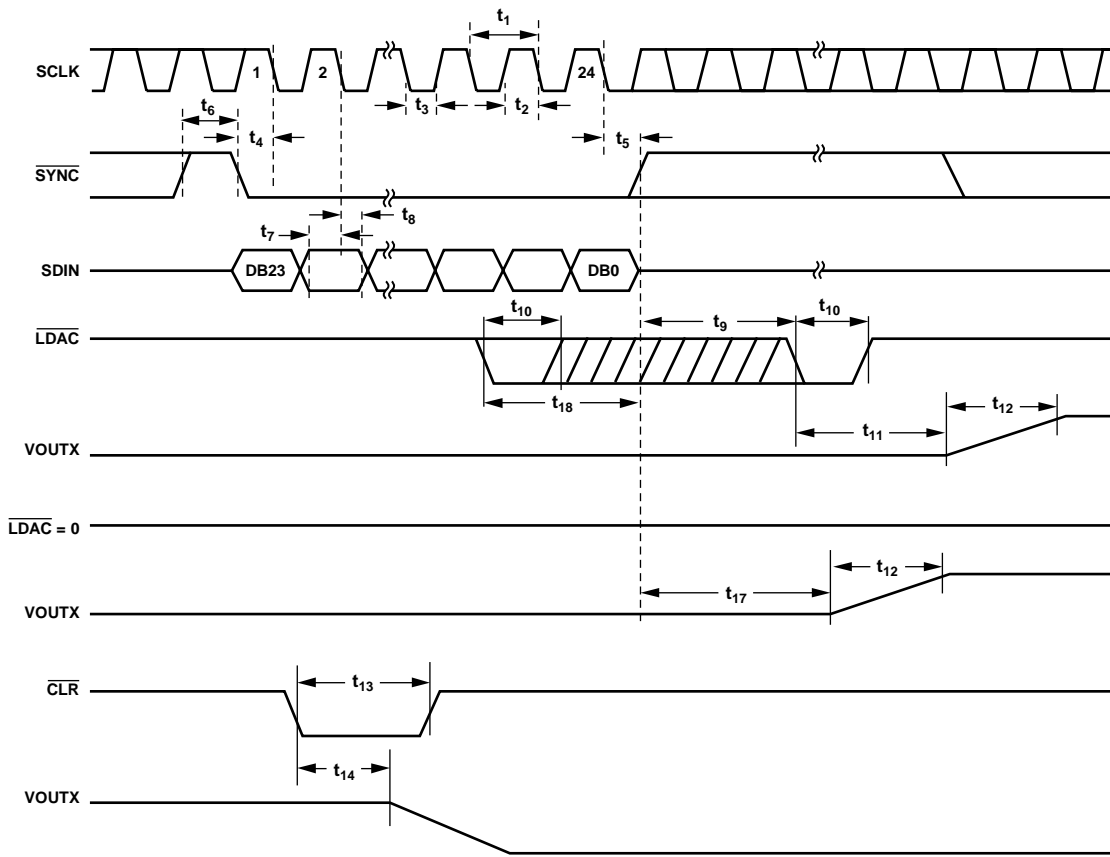 t1
SCLK
1
2
24
t3
t2
t6
t4
t5
SYNC
t8
t7
SDIN
DB23
DB0
t10
t9
t10
LDAC
t18
t12
t11
VOUTX
LDAC = 0
t12
t17
VOUTX
t13
CLR
t14
VOUTX